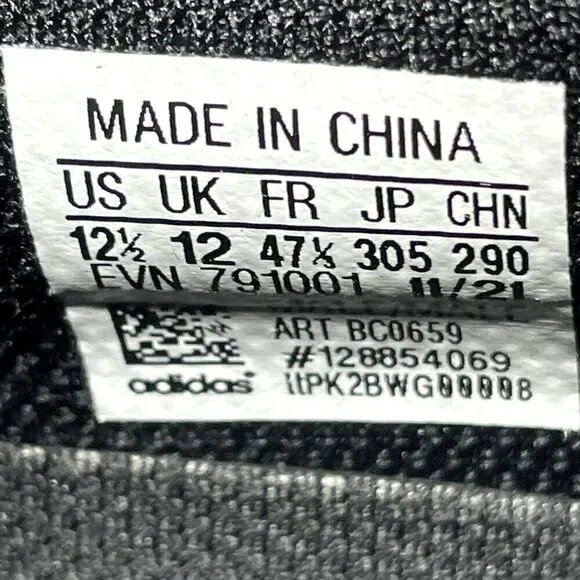 MADE IN CHINA
US UK FR JP CHN
12½ 12 47⅓ 305 290
EVN 791001 11/21
ART BC0659
#128854069
adidas
itPK2BWG00008